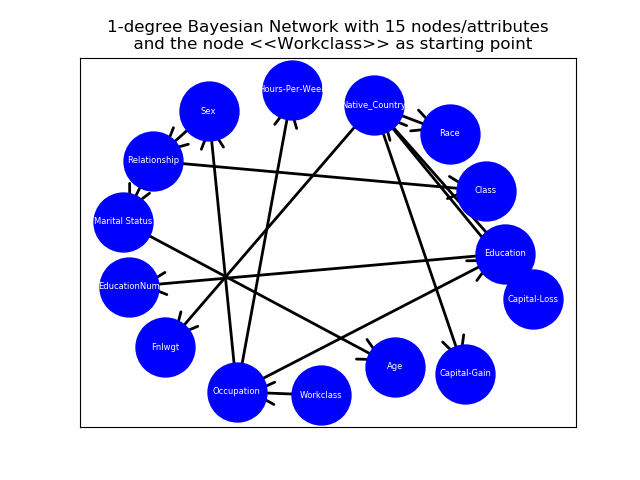 1-degree Bayesian Network with 15 nodes/attributes
and the node <<Workclass>> as starting point
Hours-Per-Week
Native_Country
Sex
Race
Relationship
Class
Marital Status
Education
EducationNum
Capital-Loss
Fnlwgt
Age
Capital-Gain
Occupation
Workclass